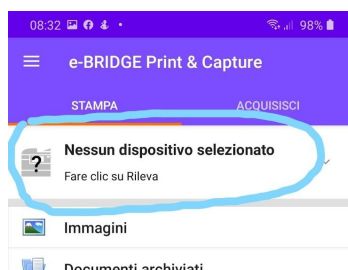 08:32 98%
e-BRIDGE Print & Capture
STAMPA ACQUISISCI
?
Nessun dispositivo selezionato
Fare clic su Rileva
Immagini
Documenti archiviati